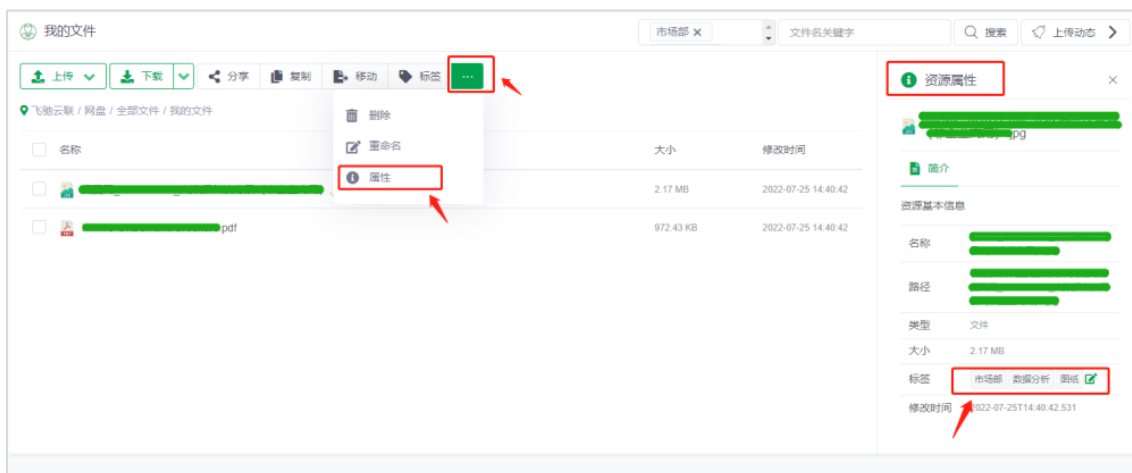 我的文件
市场部 ×
文件名关键字
搜索
上传动态
上传
下载
分享
复制
移动
标签
...
飞驰云联 / 网盘 / 全部文件 / 我的文件
删除
重命名
属性
名称
大小
修改时间
2.17 MB
2022-07-25 14:40:42
pdf
972.43 KB
2022-07-25 14:40:42
资源属性
×
jpg
简介
资源基本信息
名称
路径
类型
文件
大小
2.17 MB
标签
市场部 数据分析 图纸
修改时间
2022-07-25T14:40:42.531